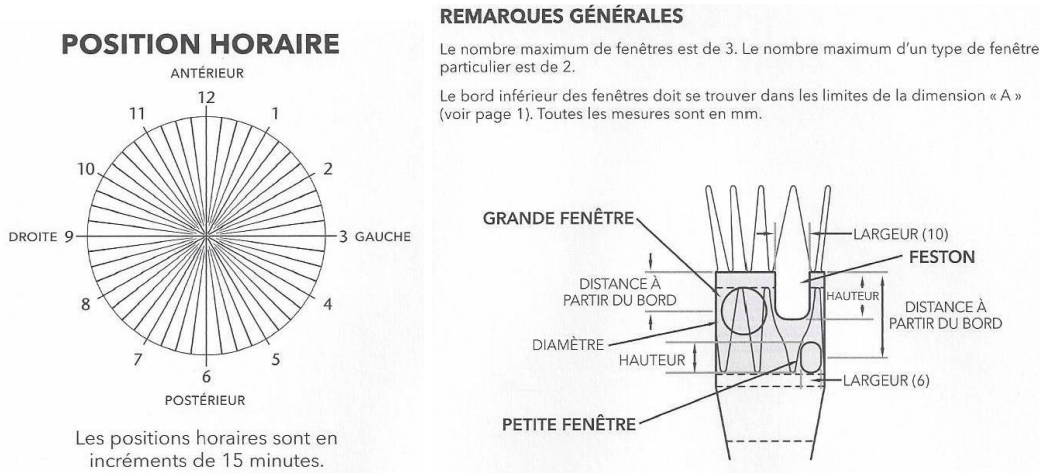 POSITION HORAIRE
ANTÉRIEUR
12
11
1
10
2
DROITE 9
3 GAUCHE
8
4
7
5
6
POSTÉRIEUR
Les positions horaires sont en
incréments de 15 minutes.
REMARQUES GÉNÉRALES
Le nombre maximum de fenêtres est de 3. Le nombre maximum d'un type de fenêtre
particulier est de 2.
Le bord inférieur des fenêtres doit se trouver dans les limites de la dimension « A »
(voir page 1). Toutes les mesures sont en mm.
GRANDE FENÊTRE
LARGEUR (10)
FESTON
DISTANCE À
PARTIR DU BORD
HAUTEUR
DISTANCE À
PARTIR DU BORD
DIAMÈTRE
HAUTEUR
LARGEUR (6)
PETITE FENÊTRE